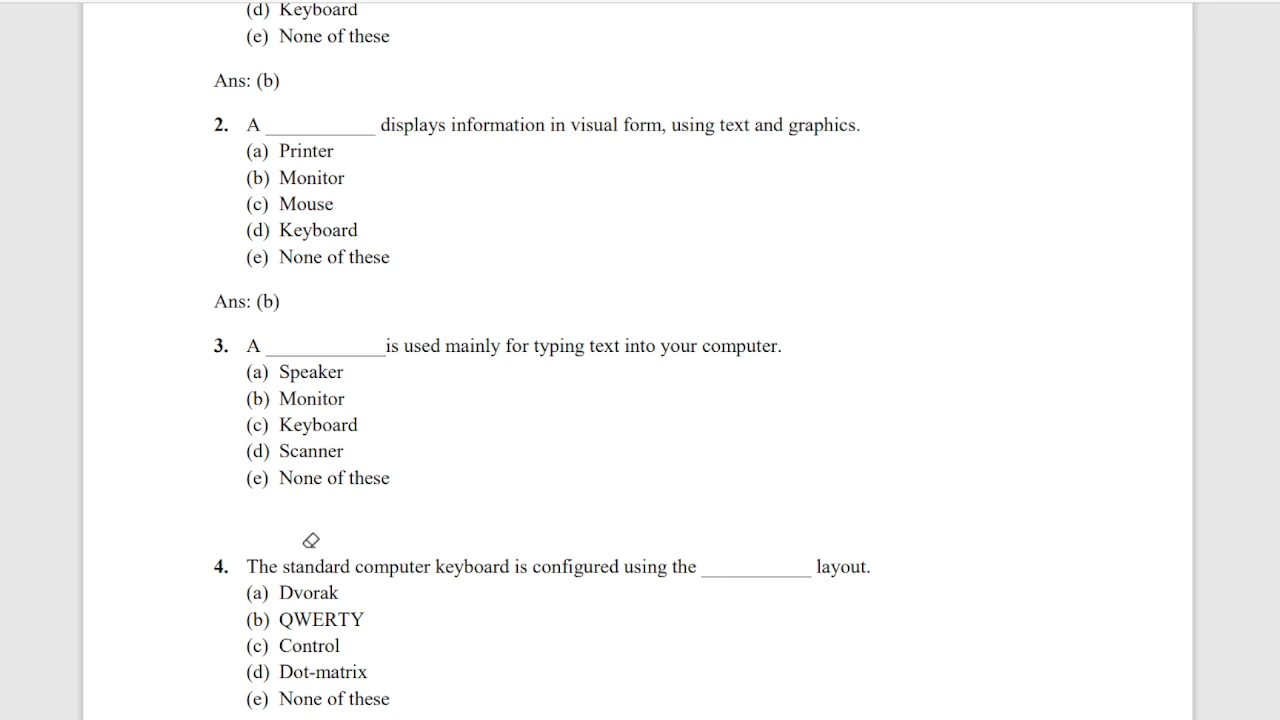 (d) Keyboard
(e) None of these
Ans: (b)
2. A ___________ displays information in visual form, using text and graphics.
(a) Printer
(b) Monitor
(c) Mouse
(d) Keyboard
(e) None of these
Ans: (b)
3. A ____________is used mainly for typing text into your computer.
(a) Speaker
(b) Monitor
(c) Keyboard
(d) Scanner
(e) None of these
4. The standard computer keyboard is configured using the ___________ layout.
(a) Dvorak
(b) QWERTY
(c) Control
(d) Dot-matrix
(e) None of these